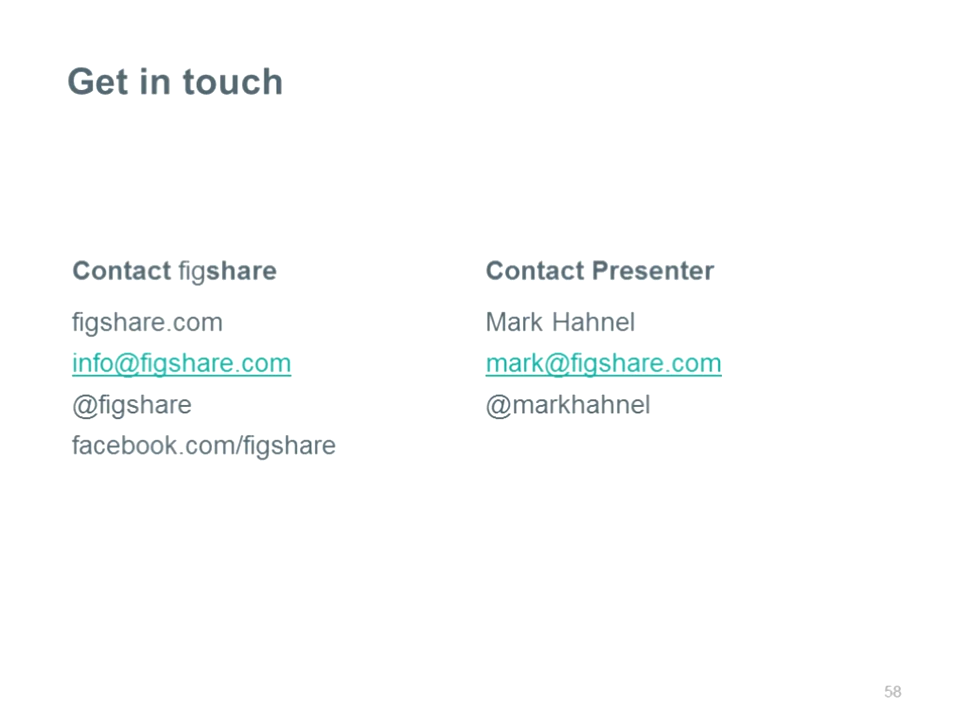 Get in touch
Contact figshare
figshare.com
info@figshare.com
@figshare
facebook.com/figshare
Contact Presenter
Mark Hahnel
mark@figshare.com
@markhahnel
58